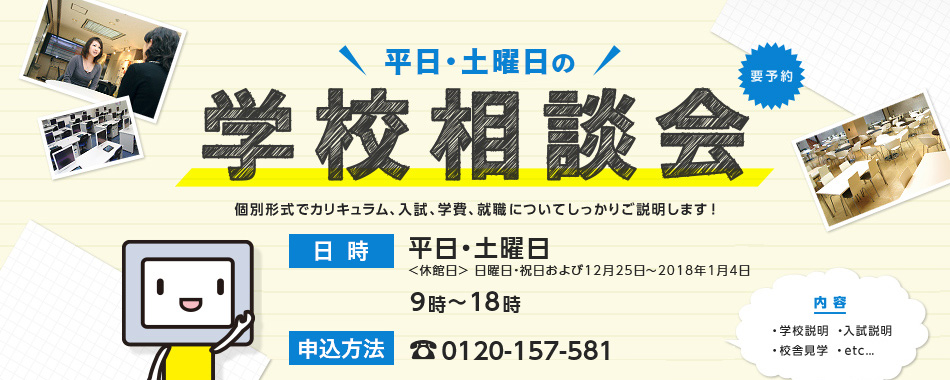 平日・土曜日の
要予約
学校相談会
個別形式でカリキュラム、入試、学費、就職についてしっかりご説明します！
日時
平日・土曜日
＜休館日＞ 日曜日・祝日および12月25日～2018年1月4日
9時～18時
申込方法
☎0120-157-581
内容
・学校説明 ・入試説明
・校舎見学 ・etc...